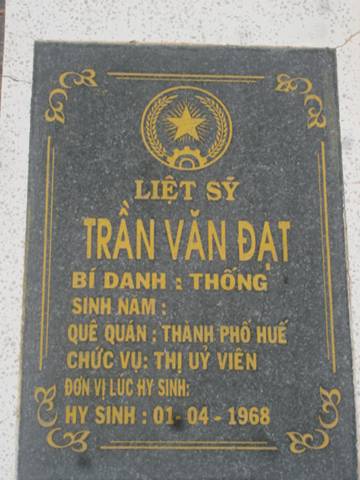 LIỆT SỸ
TRẦN VĂN ĐẠT
BÍ DANH : THỐNG
SINH NĂM :
QUÊ QUÁN : THÀNH PHỐ HUẾ
CHỨC VỤ: THỊ UỶ VIÊN
ĐƠN VỊ LÚC HY SINH:
HY SINH : 01- 04 - 1968